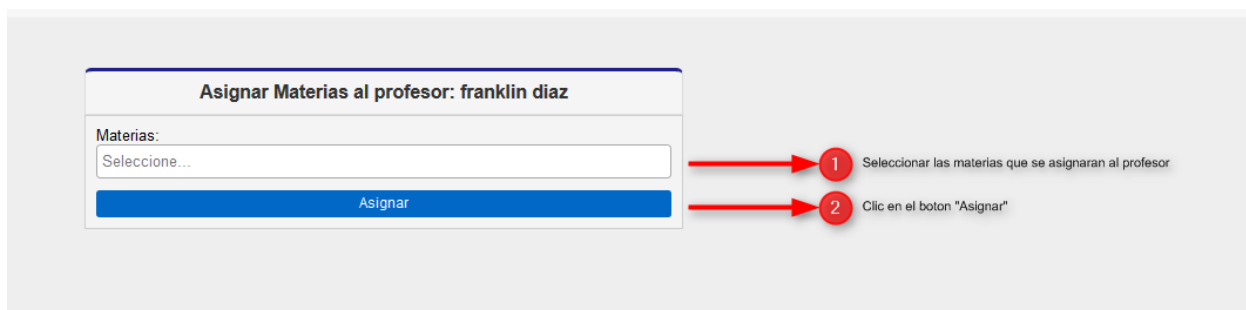 Asignar Materias al profesor: franklin diaz
Materias:
Seleccione...
1 Seleccionar las materias que se asignaran al profesor
Asignar
2 Clic en el boton "Asignar"